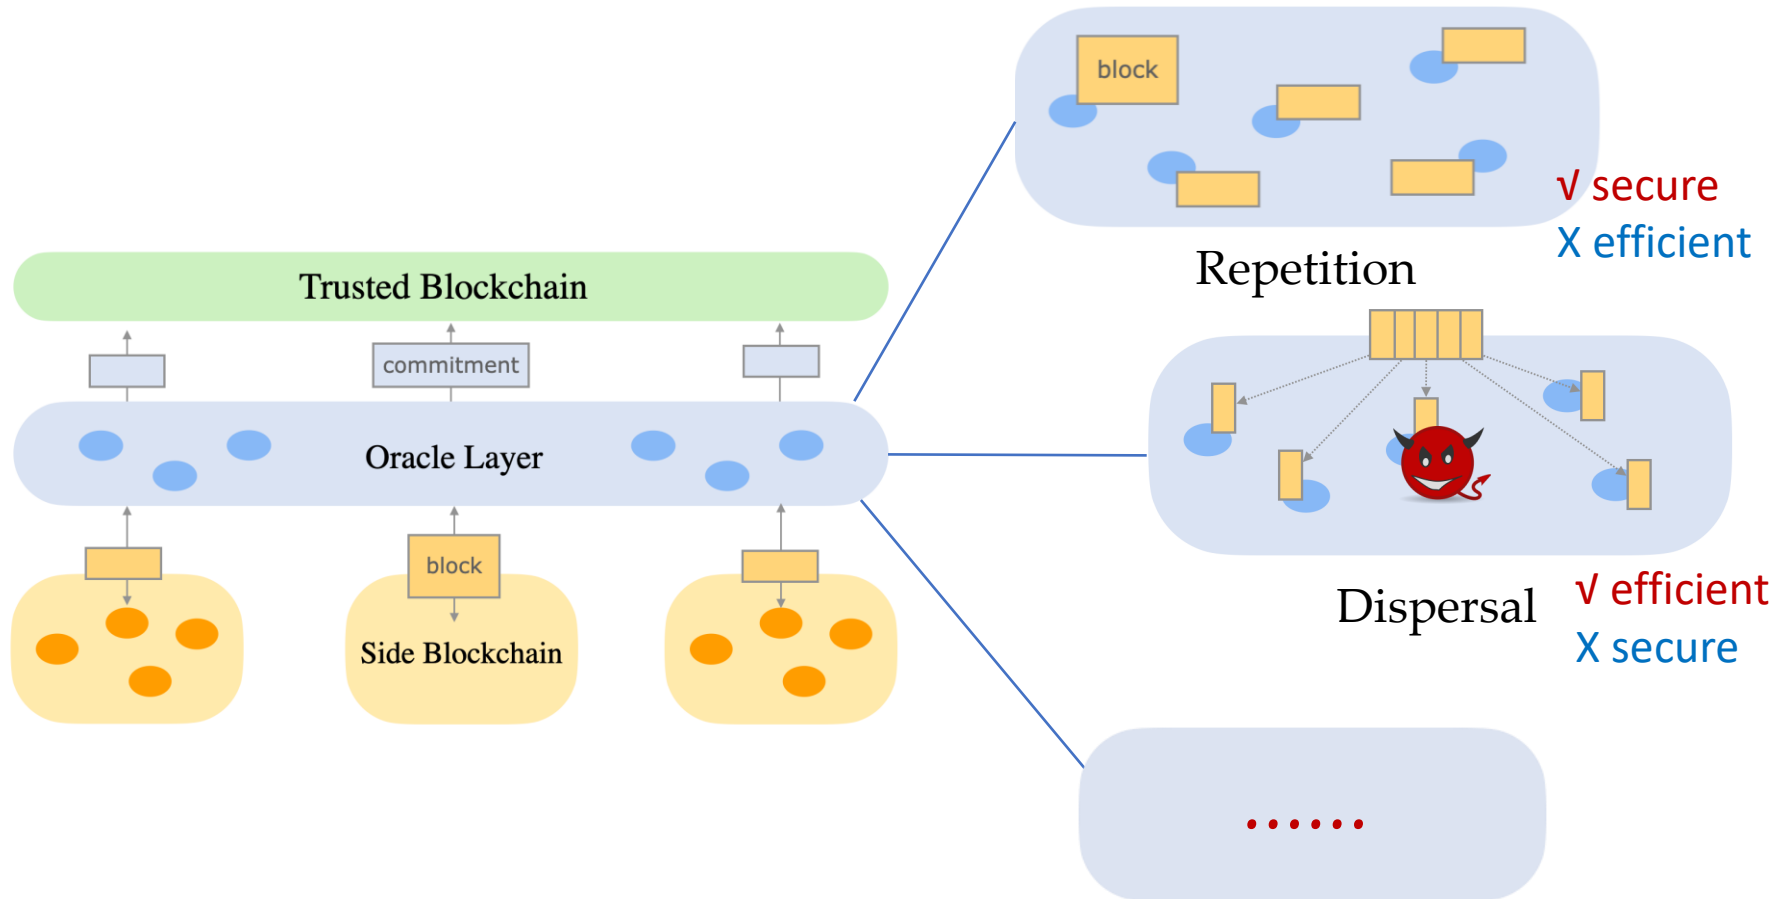 block
√ secure
X efficient
Repetition
Trusted Blockchain
commitment
Oracle Layer
block
Side Blockchain
Dispersal
√ efficient
X secure
......